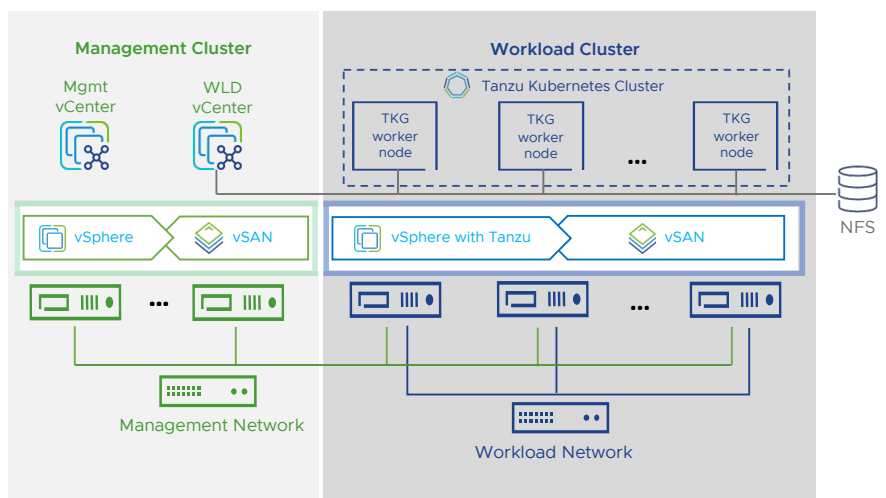 Management Cluster
Workload Cluster
Mgmt
vCenter
WLD
vCenter
Tanzu Kubernetes Cluster
TKG
worker
node
TKG
worker
node
...
TKG
worker
node
NFS
vSphere
vSAN
vSphere with Tanzu
vSAN
...
...
Management Network
Workload Network